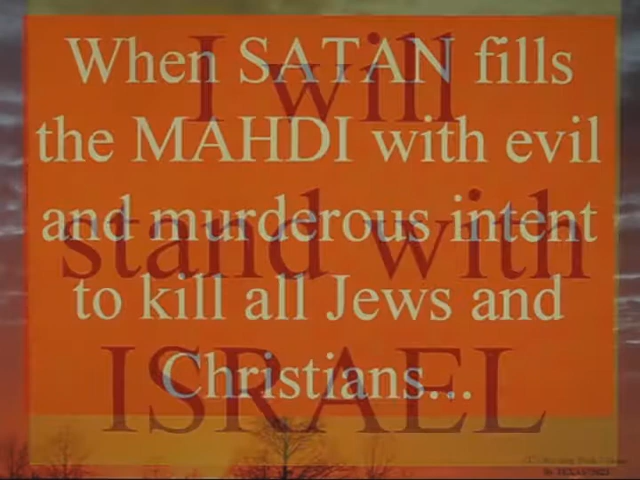 When SATAN fills
the MAHDI with evil
and murderous intent
to kill all Jews and
Christians...
I will
stand with
ISRAEL